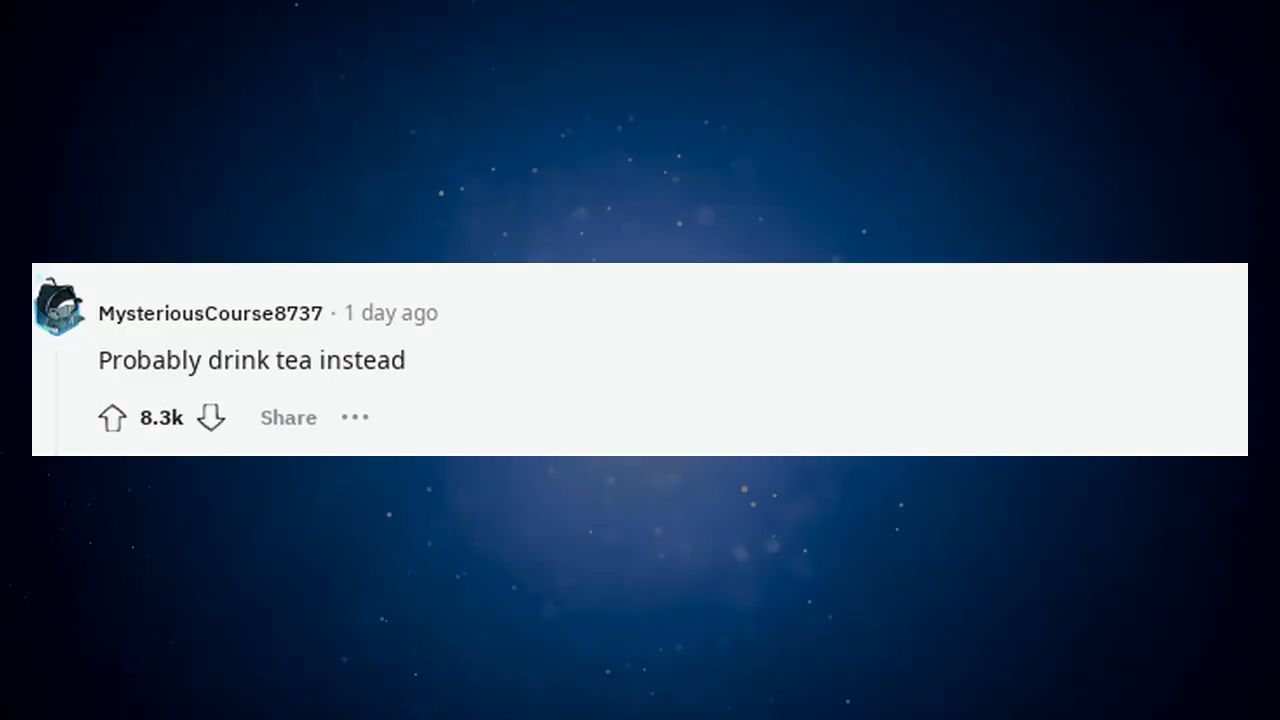 MysteriousCourse8737 · 1 day ago
Probably drink tea instead
8.3k Share •••